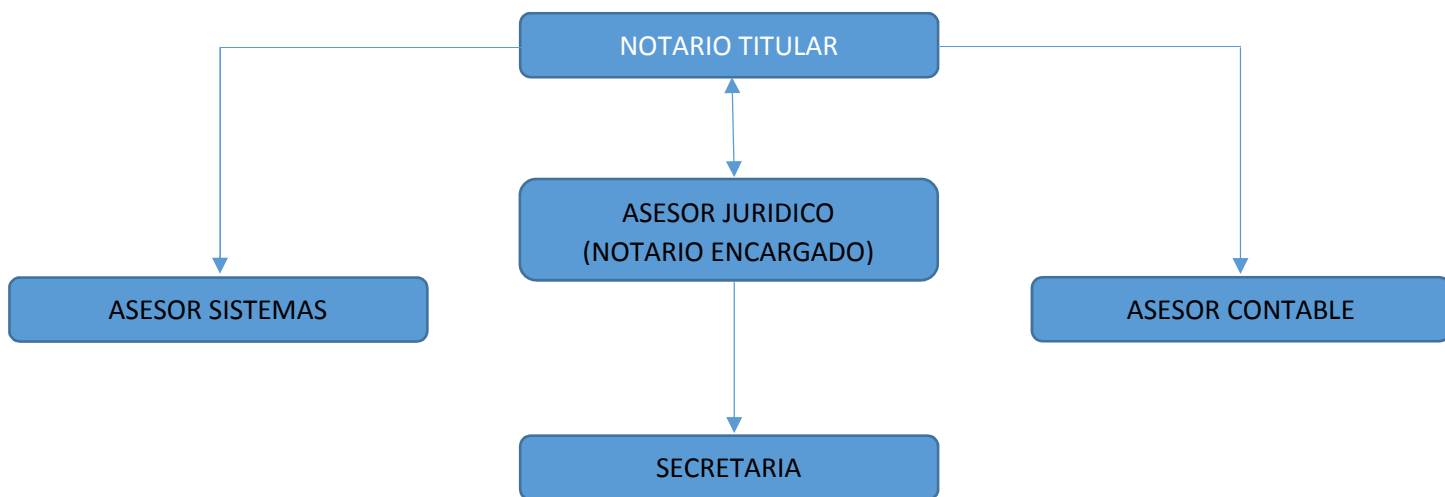 NOTARIO TITULAR
ASESOR JURIDICO
(NOTARIO ENCARGADO)
ASESOR SISTEMAS
ASESOR CONTABLE
SECRETARIA